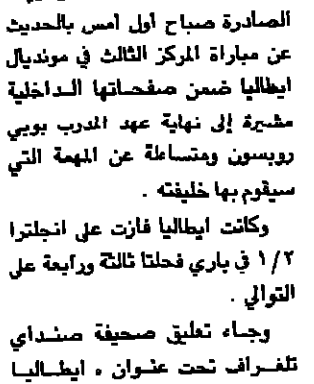 الصادرة صباح اول امس بالحديث
عن مباراة المركز الثالث في مونديال
ايطاليا ضمن صفحاتها الداخلية
مشيرة إلى نهاية عهد المدرب بوبي
روبسون ومتساءلة عن المهمة التي
سيقوم بها خليفته .
وكانت ايطاليا فازت على انجلترا
١/٢ في باري فحلتا ثالثة ورابعة على
التوالي .
وجاء تعليق صحيفة صنداي
تلغراف تحت عنوان « ايطاليا